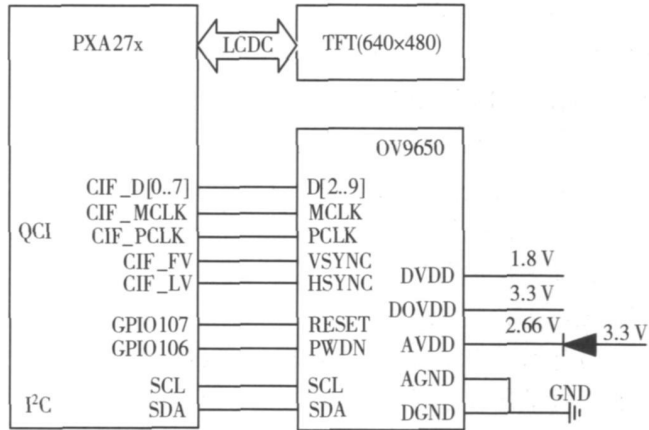 PXA27x
LCDC
TFT(640×480)
OV9650
CIF_D[0..7]
D[2..9]
CIF_MCLK
MCLK
QCI
CIF_PCLK
PCLK
CIF_FV
VSYNC
CIF_LV
HSYNC
DVDD
1.8 V
DOVDD
3.3 V
GPIO107
RESET
2.66 V
GPIO106
PWDN
AVDD
3.3 V
SCL
SCL
AGND
GND
I²C
SDA
SDA
DGND